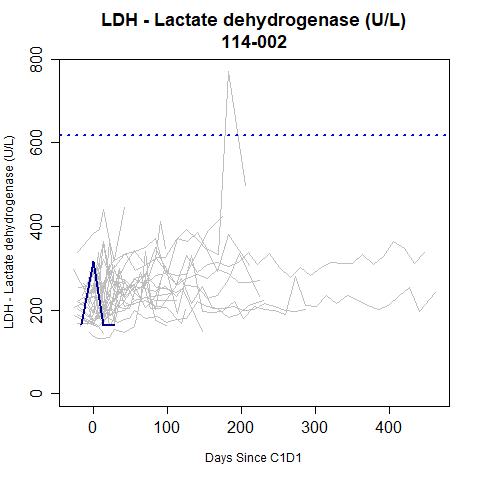 LDH - Lactate dehydrogenase (U/L)
114-002
LDH - Lactate dehydrogenase (U/L)
800
600
400
200
0
0 100 200 300 400
Days Since C1D1